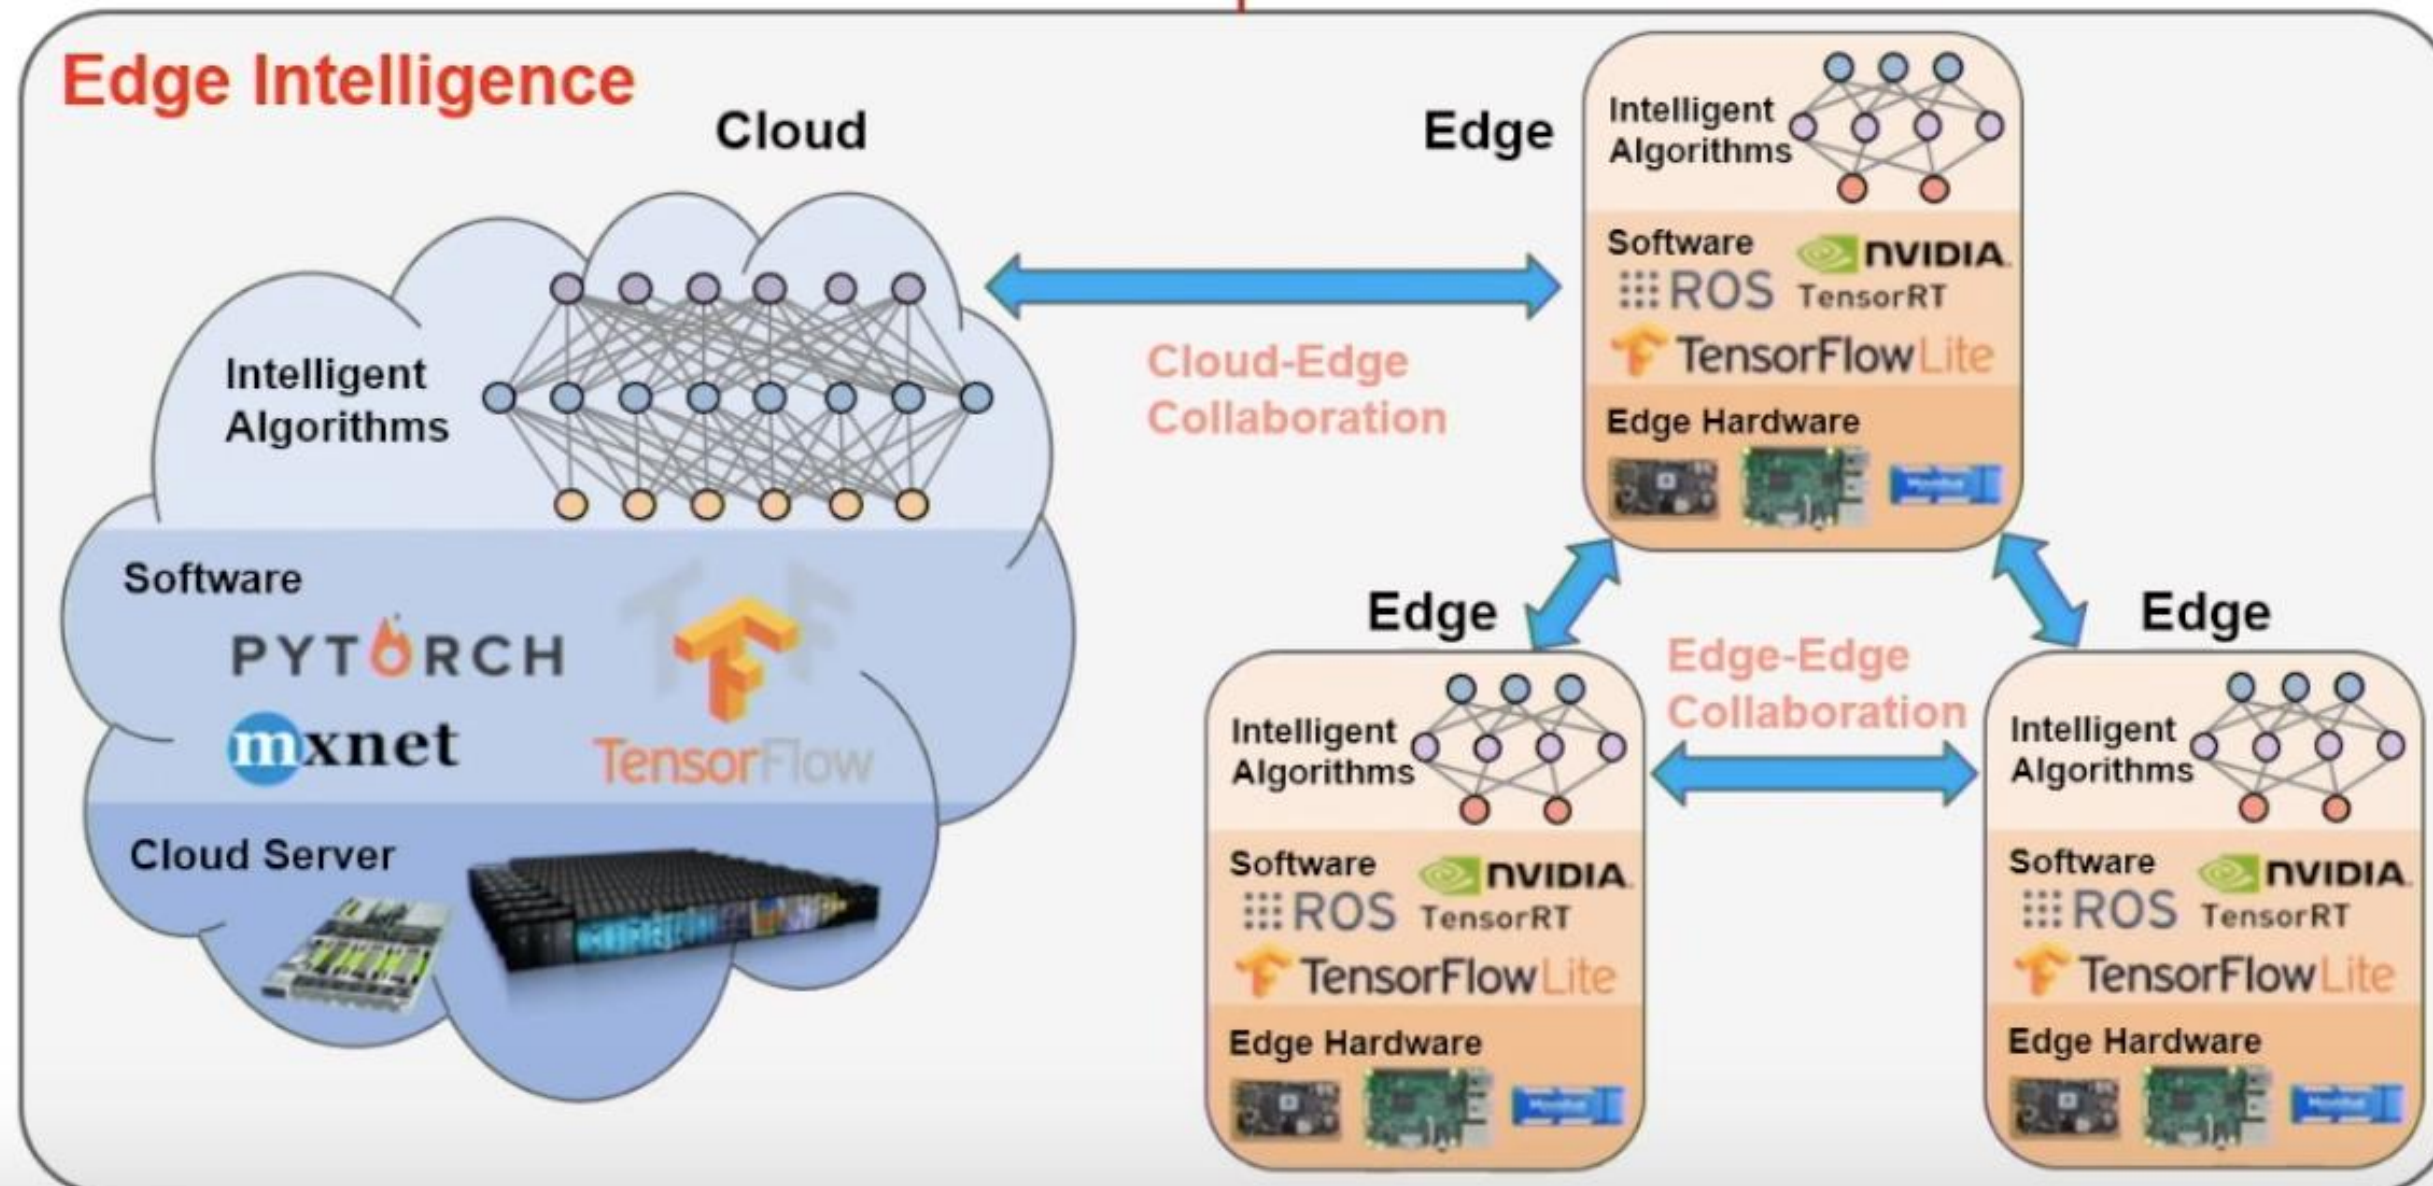 Edge Intelligence
Cloud
Intelligent
Algorithms
Software
PYTORCH
mxnet
TensorFlow
Cloud Server
Cloud-Edge
Collaboration
Edge
Intelligent
Algorithms
Software
NVIDIA.
ROS
TensorRT
TensorFlow Lite
Edge Hardware
Edge-Edge
Collaboration
Edge
Intelligent
Algorithms
Software
NVIDIA.
ROS
TensorRT
TensorFlow Lite
Edge Hardware
Edge
Intelligent
Algorithms
Software
NVIDIA.
ROS
TensorRT
TensorFlow Lite
Edge Hardware